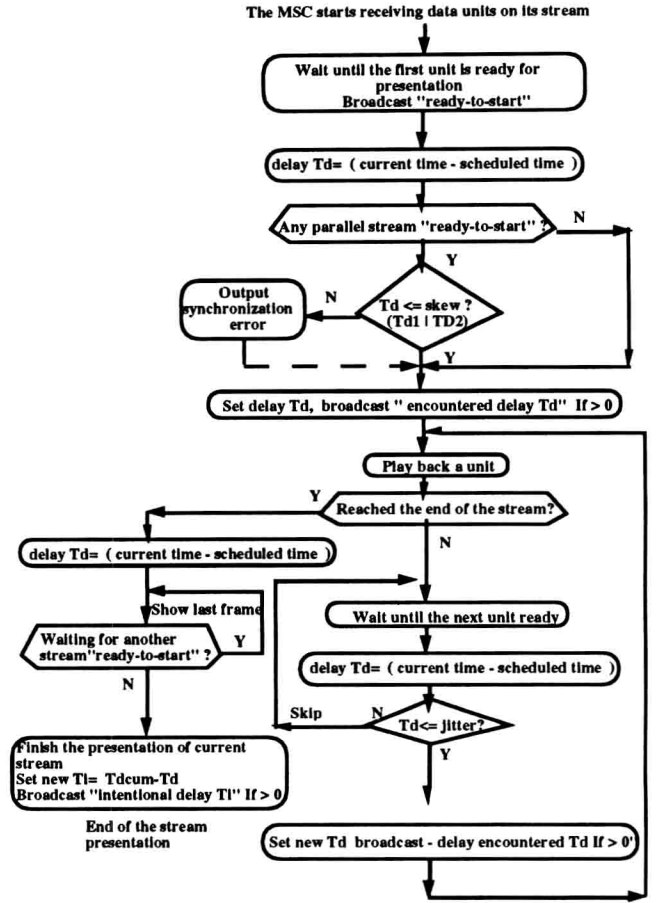 The MSC starts receiving data units on its stream
Wait until the first unit is ready for
presentation
Broadcast "ready-to-start"
delay Td= ( current time - scheduled time )
Any parallel stream "ready-to-start" ?
N
Y
Td <= skew ?
(Td1 | TD2)
N
Output
synchronization
error
Y
Set delay Td, broadcast " encountered delay Td" If > 0
Play back a unit
Y
Reached the end of the stream?
delay Td= ( current time - scheduled time )
N
Show last frame
Wait until the next unit ready
Waiting for another
stream"ready-to-start" ?
Y
delay Td= ( current time - scheduled time )
N
Skip
N
Td<= jitter?
Y
Finish the presentation of current
stream
Set new Ti= Tdcum-Td
Broadcast "intentional delay Ti" If > 0
End of the stream
presentation
Set new Td broadcast - delay encountered Td If > 0'